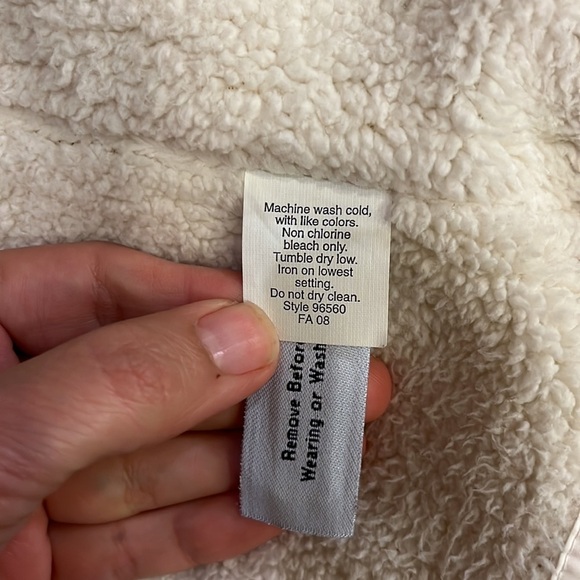 Machine wash cold,
with like colors.
Non chlorine
bleach only.
Tumble dry low.
Iron on lowest
setting.
Do not dry clean.
Style 96560
FA 08
Remove Before
Wearing or Wash